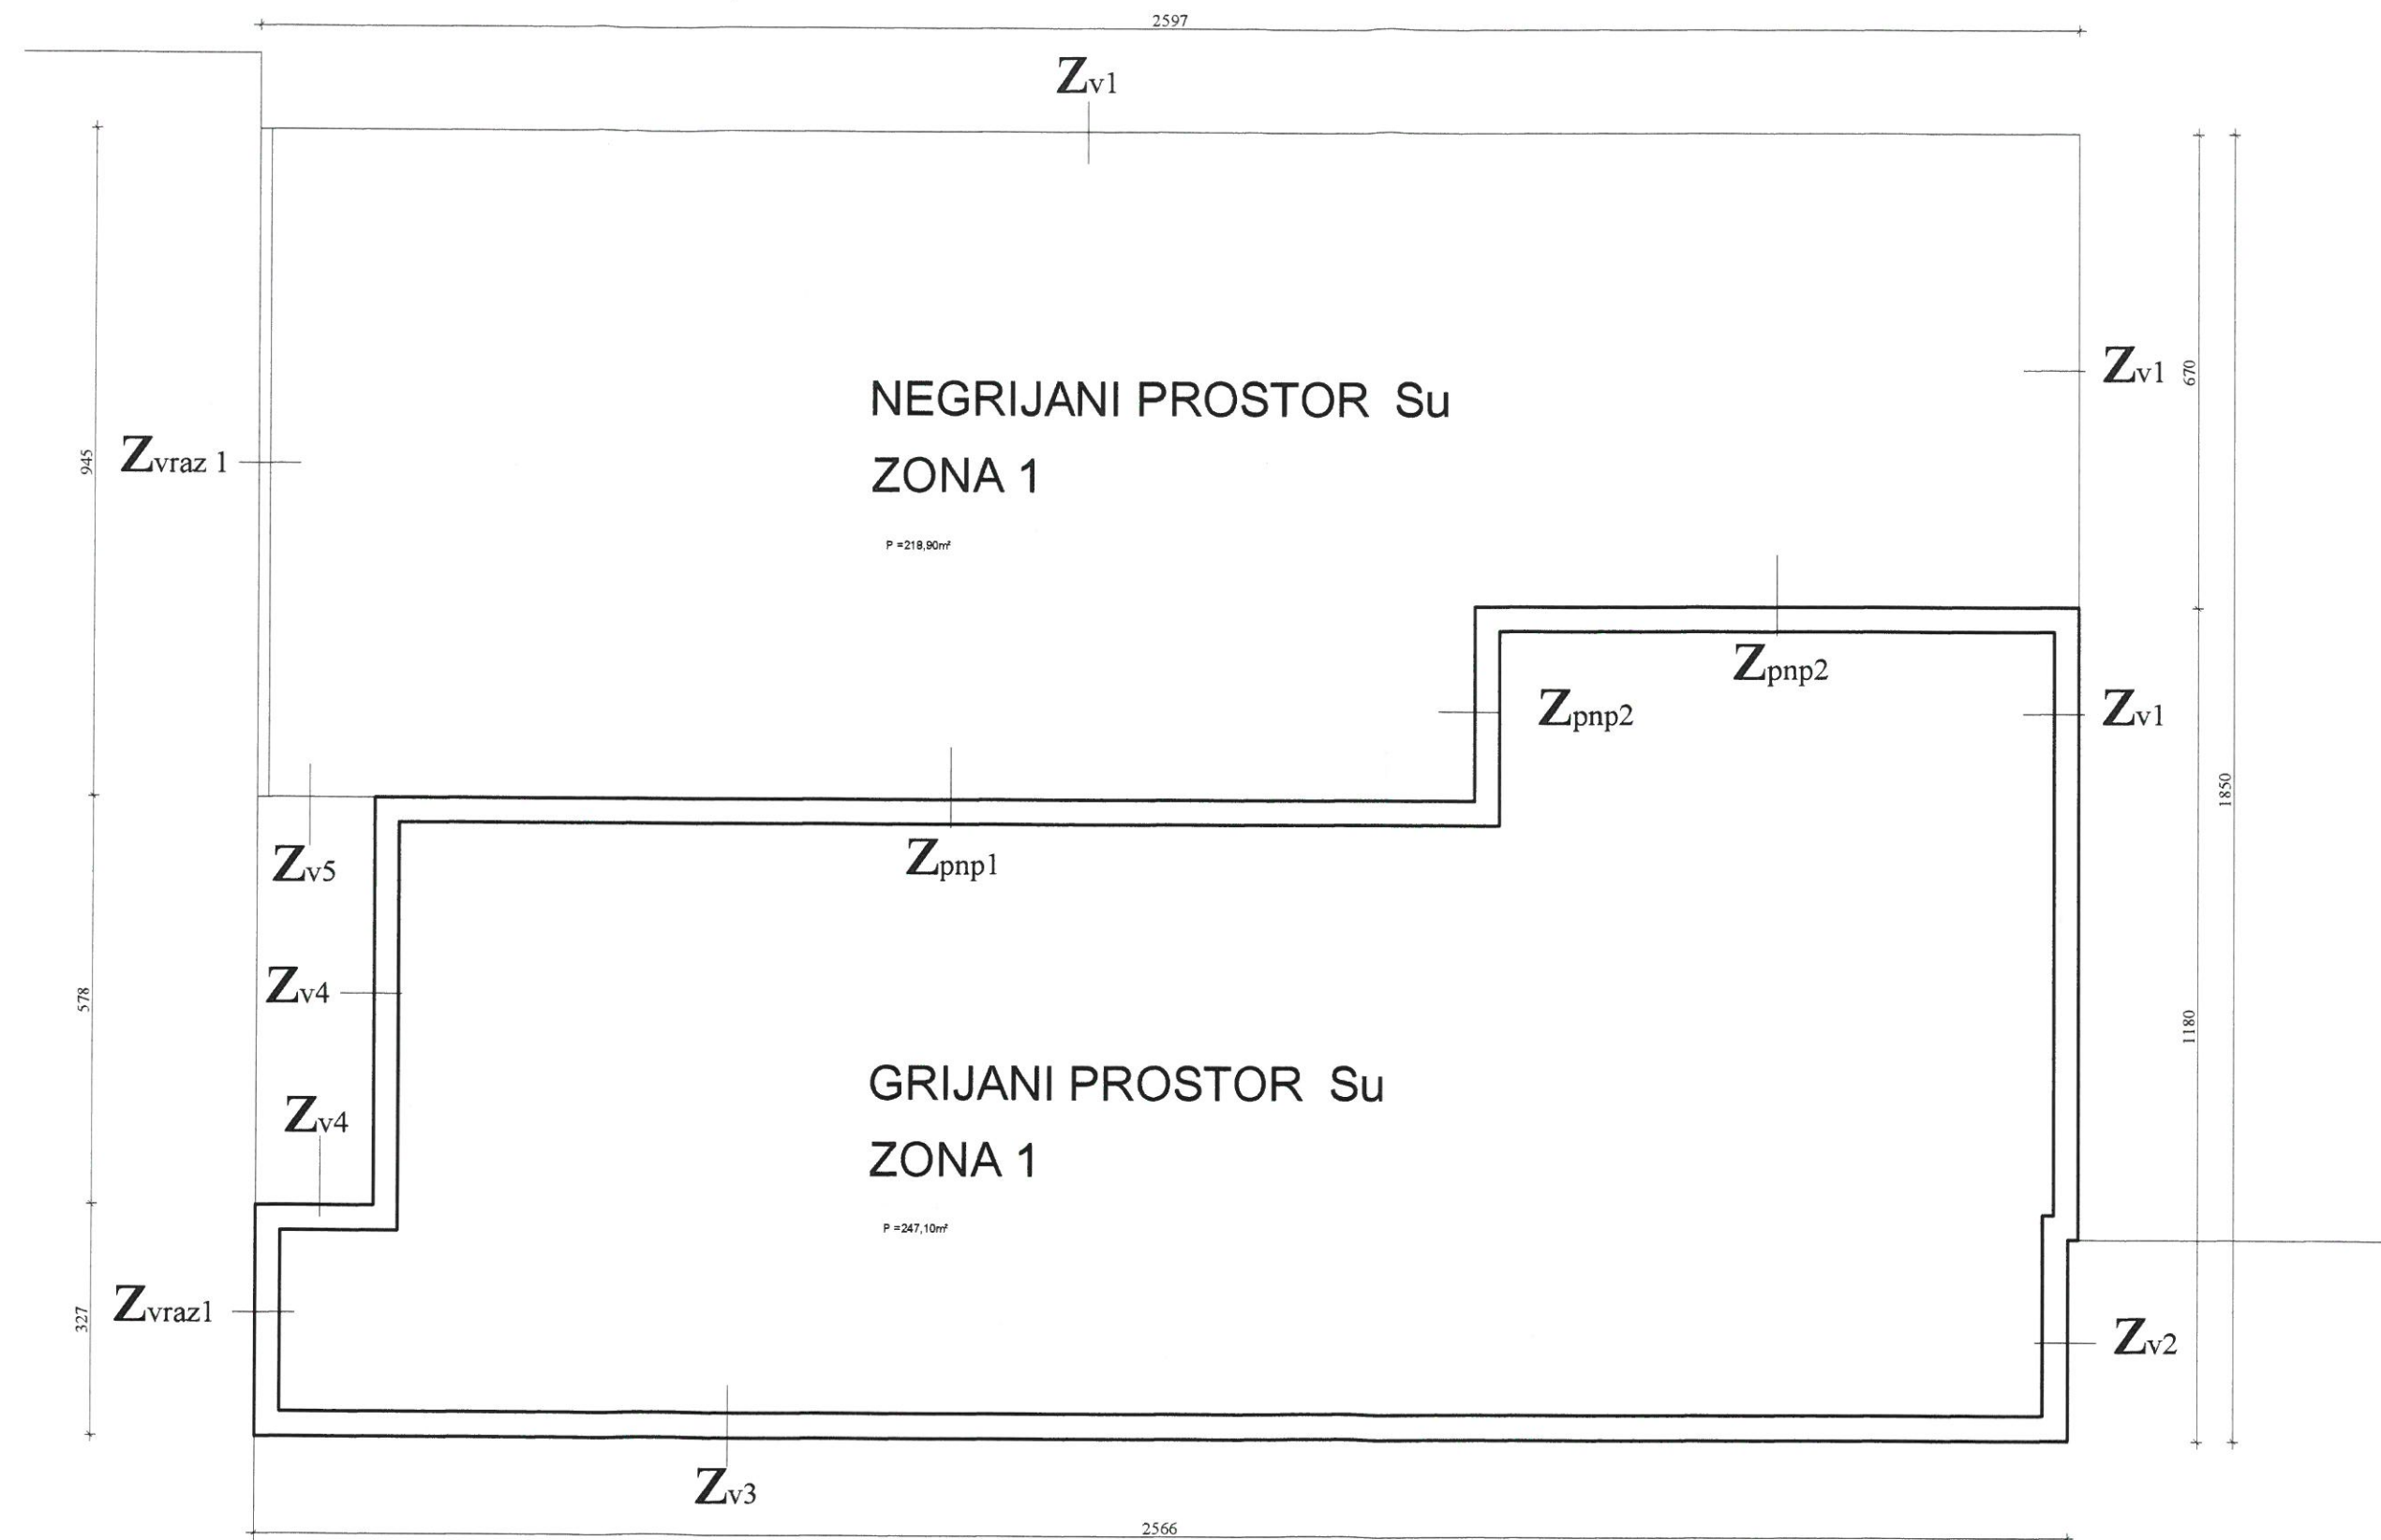 2597
Zv1
NEGRIJANI PROSTOR Su
ZONA 1
P =218,90m²
Zvraz 1
945
Zv1
670
Zpnp2
Zpnp2
Zv1
Zpnp1
Zv5
1850
Zv4
578
1180
GRIJANI PROSTOR Su
ZONA 1
P =247,10m²
Zv4
Zvraz1
327
Zv2
Zv3
2566